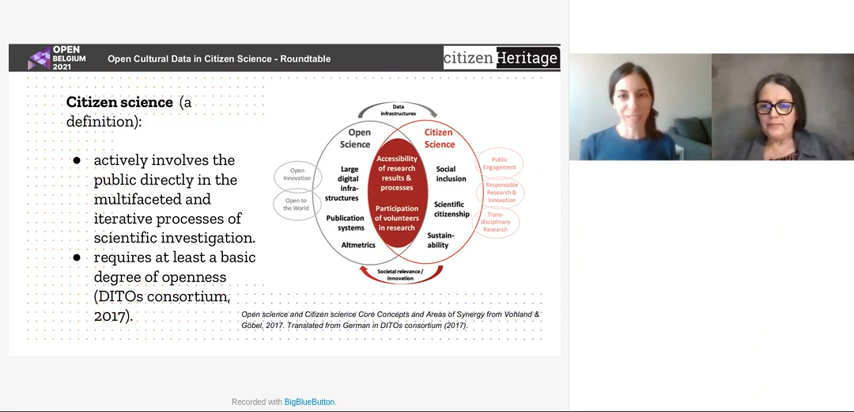 OPEN
BELGIUM
2021
Open Cultural Data in Citizen Science - Roundtable
citizen Heritage
Citizen science (a
definition):
● actively involves the
public directly in the
multifaceted and
iterative processes of
scientific investigation.
● requires at least a basic
degree of openness
(DITOs consortium,
2017).
Data
infrastructures
Open
Science
Citizen
Science
Open
Innovation
Open to
the World
Large
digital
infra-
structures
Publication
systems
Altmetrics
Accessibility
of research
results &
processes
Participation
of volunteers
in research
Social
inclusion
Scientific
citizenship
Sustain-
ability
Public
Engagement
Responsable
Research &
Innovation
Trans-
disciplinary
Research
Societal relevance /
Innovation
Open science and Citizen science Core Concepts and Areas of Synergy from Vohland &
Göbel, 2017. Translated from German in DITOs consortium (2017).
Recorded with BigBlueButton.